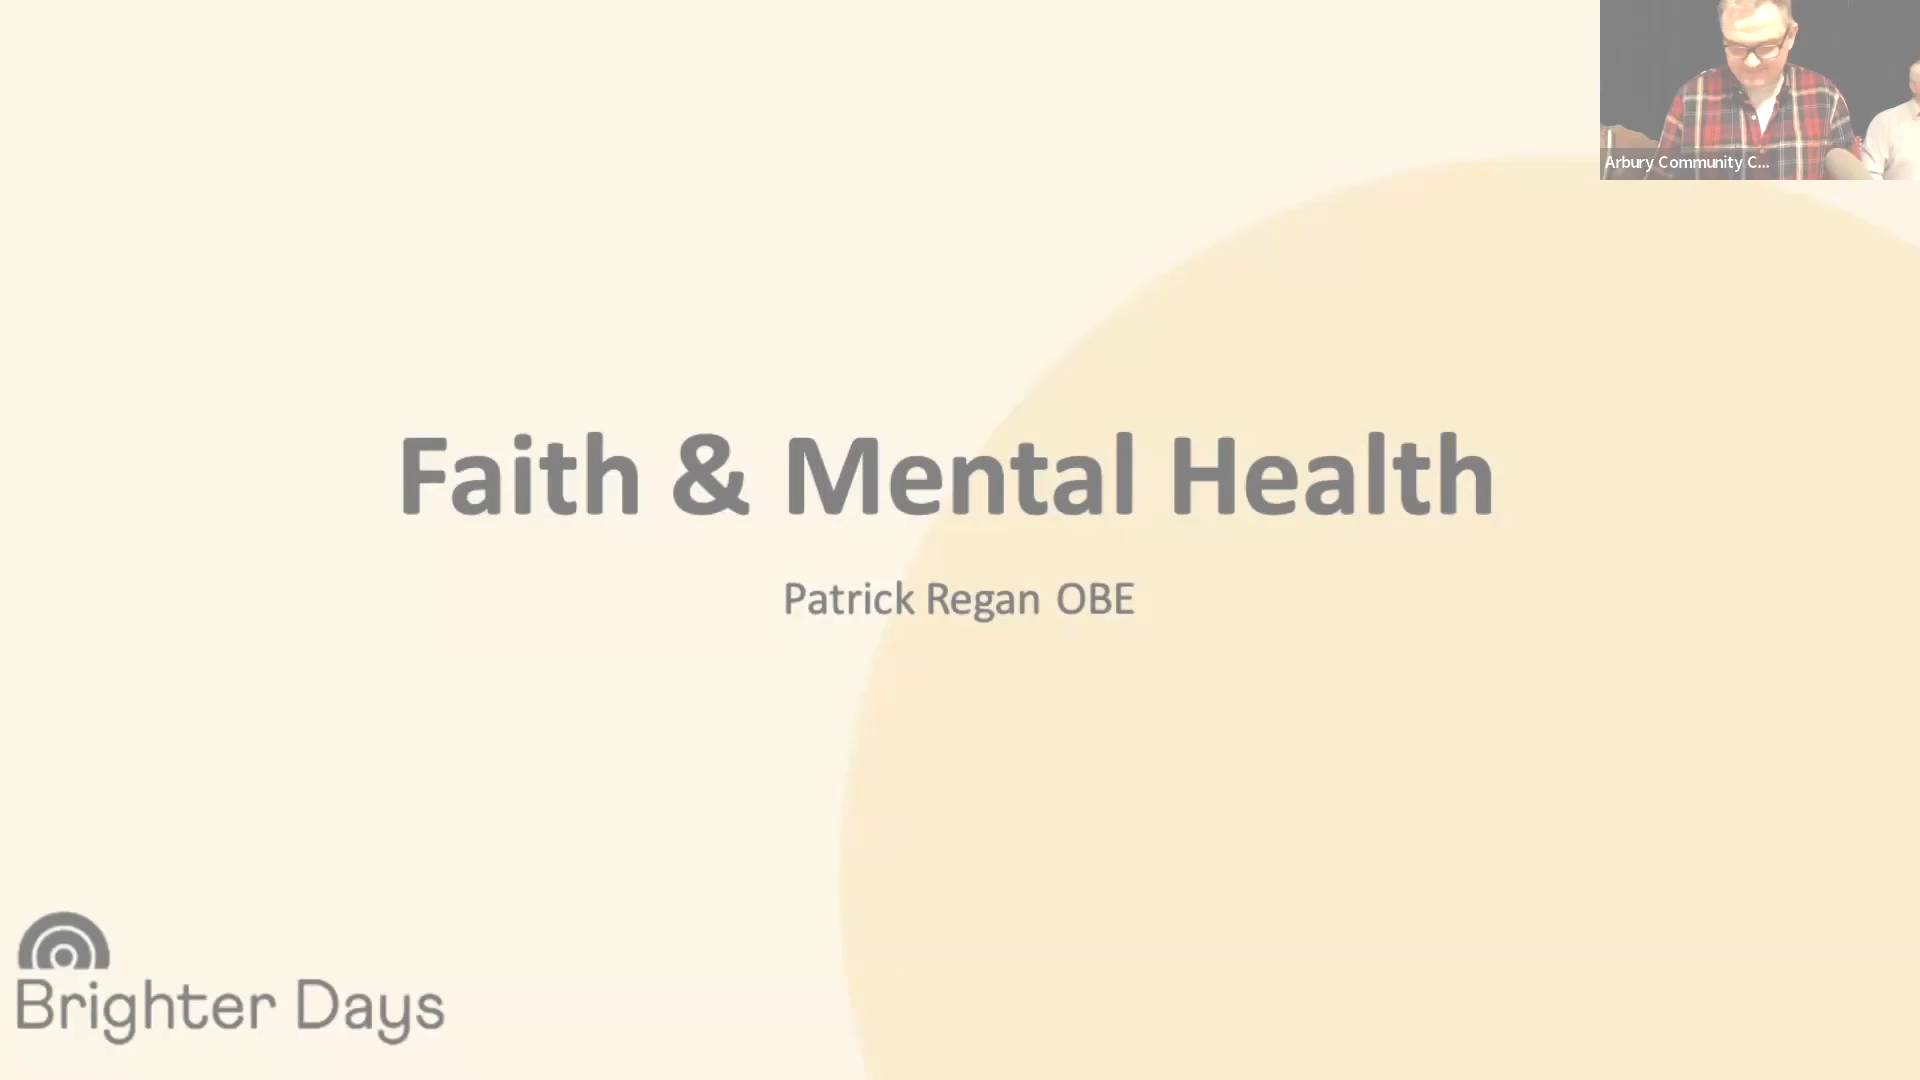 Arbury Community C...
Faith & Mental Health
Patrick Regan OBE
Brighter Days